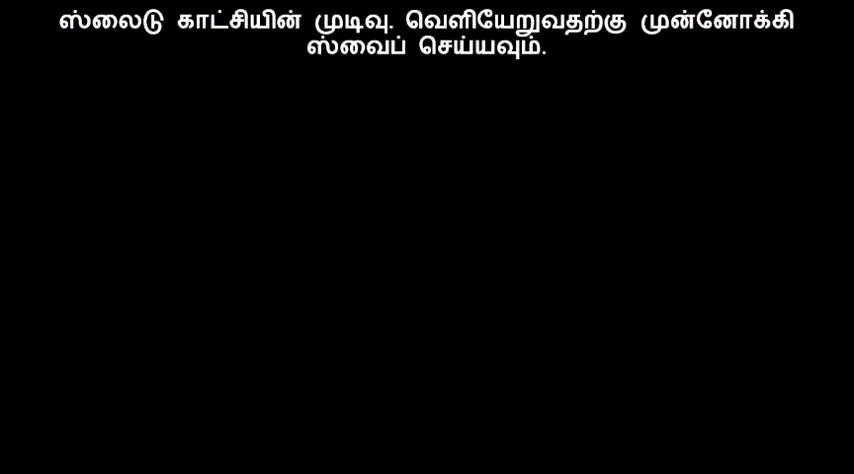 ஸ்லைடு காட்சியின் முடிவு. வெளியேறுவதற்கு முன்னோக்கி
ஸ்வைப் செய்யவும்.